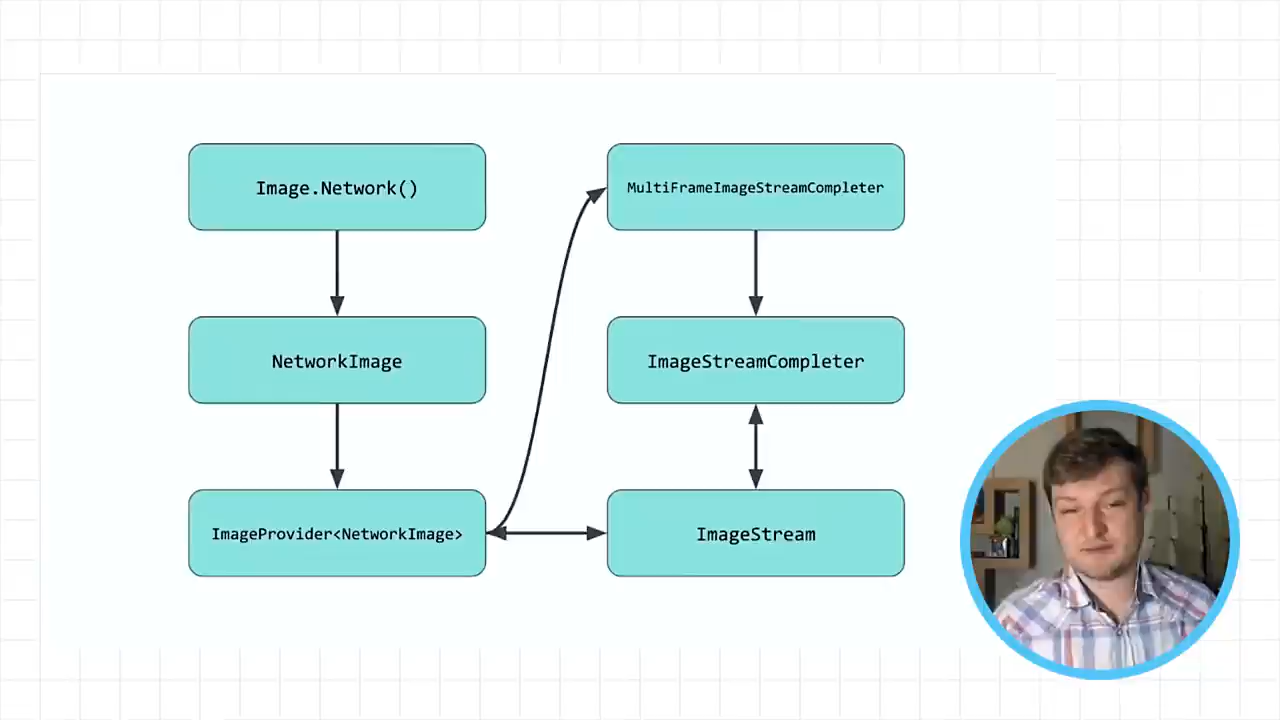 Image.Network()
NetworkImage
ImageProvider<NetworkImage>
MultiFrameImageStreamCompleter
ImageStreamCompleter
ImageStream